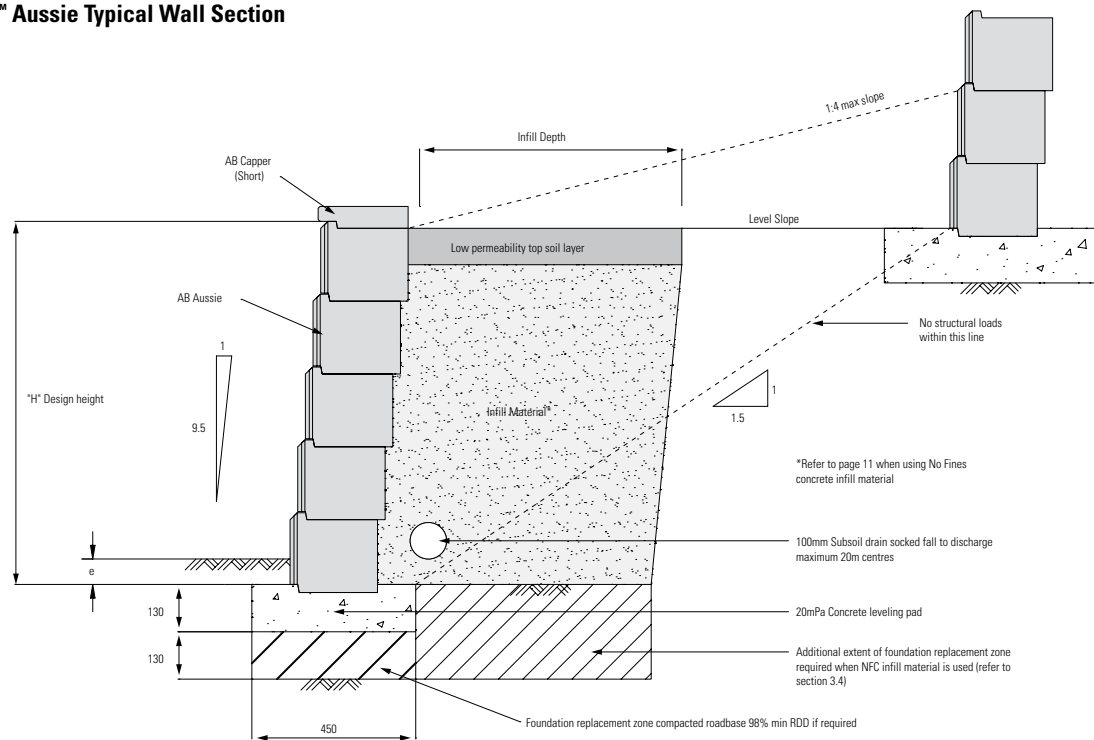 ™ Aussie Typical Wall Section
1:4 max slope
Infill Depth
AB Capper
(Short)
Level Slope
Low permeability top soil layer
AB Aussie
No structural loads
within this line
1
1
"H" Design height
1.5
9.5
Infill Material*
*Refer to page 11 when using No Fines
concrete infill material
100mm Subsoil drain socked fall to discharge
maximum 20m centres
e
130
20mPa Concrete leveling pad
130
Additional extent of foundation replacement zone
required when NFC infill material is used (refer to
section 3.4)
Foundation replacement zone compacted roadbase 98% min RDD if required
450